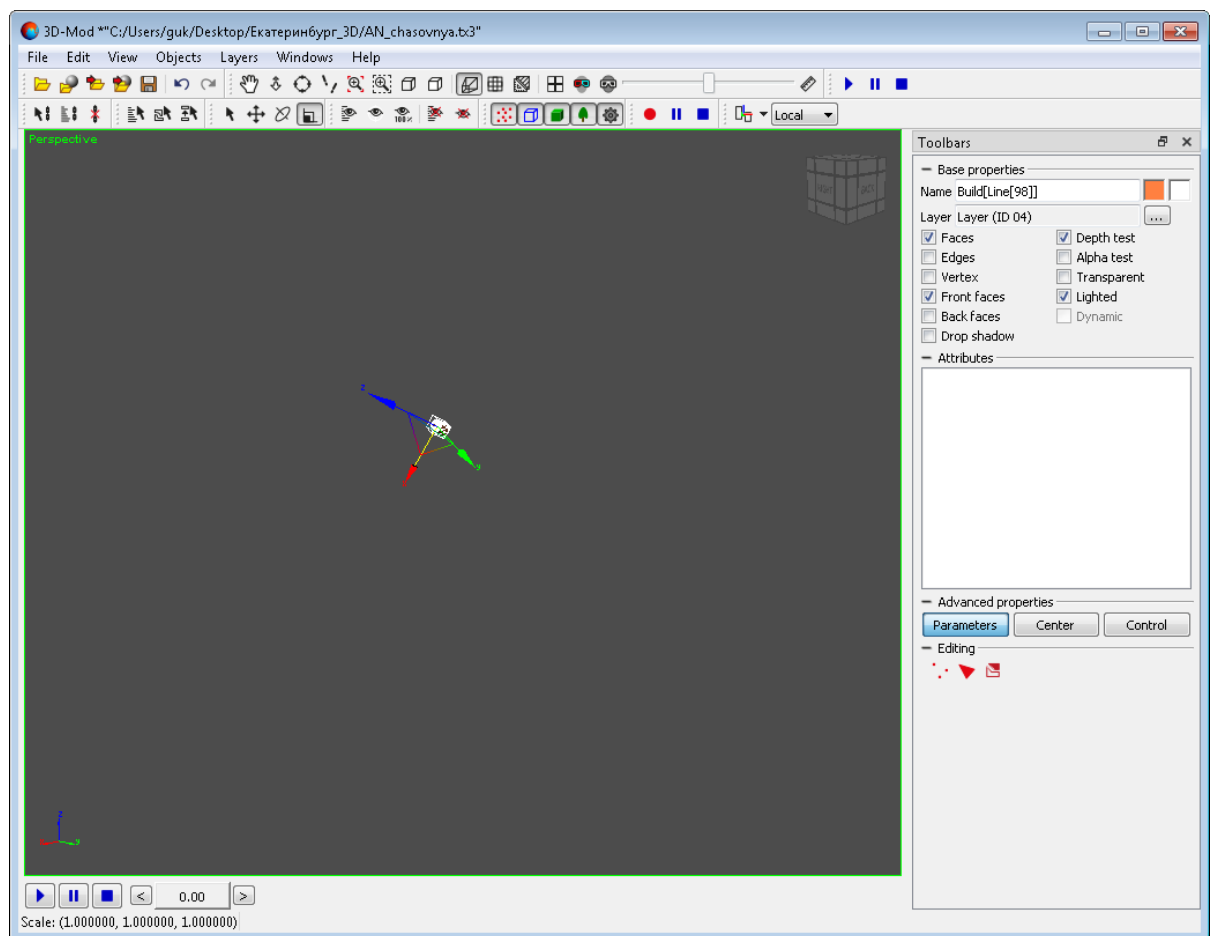 3D-Mod *"C:/Users/guk/Desktop/Екатеринбург_3D/AN_chasovnya.tx3"
File Edit View Objects Layers Windows Help
100%
Local
Perspective
Toolbars
Base properties
Name Build[Line[98]]
Layer Layer (ID 04) ...
Faces Depth test
Edges Alpha test
Vertex Transparent
Front faces Lighted
Back faces Dynamic
Drop shadow
Attributes
z
y
Advanced properties
Parameters Center Control
Editing
z
x y
< 0.00 >
Scale: (1.000000, 1.000000, 1.000000)